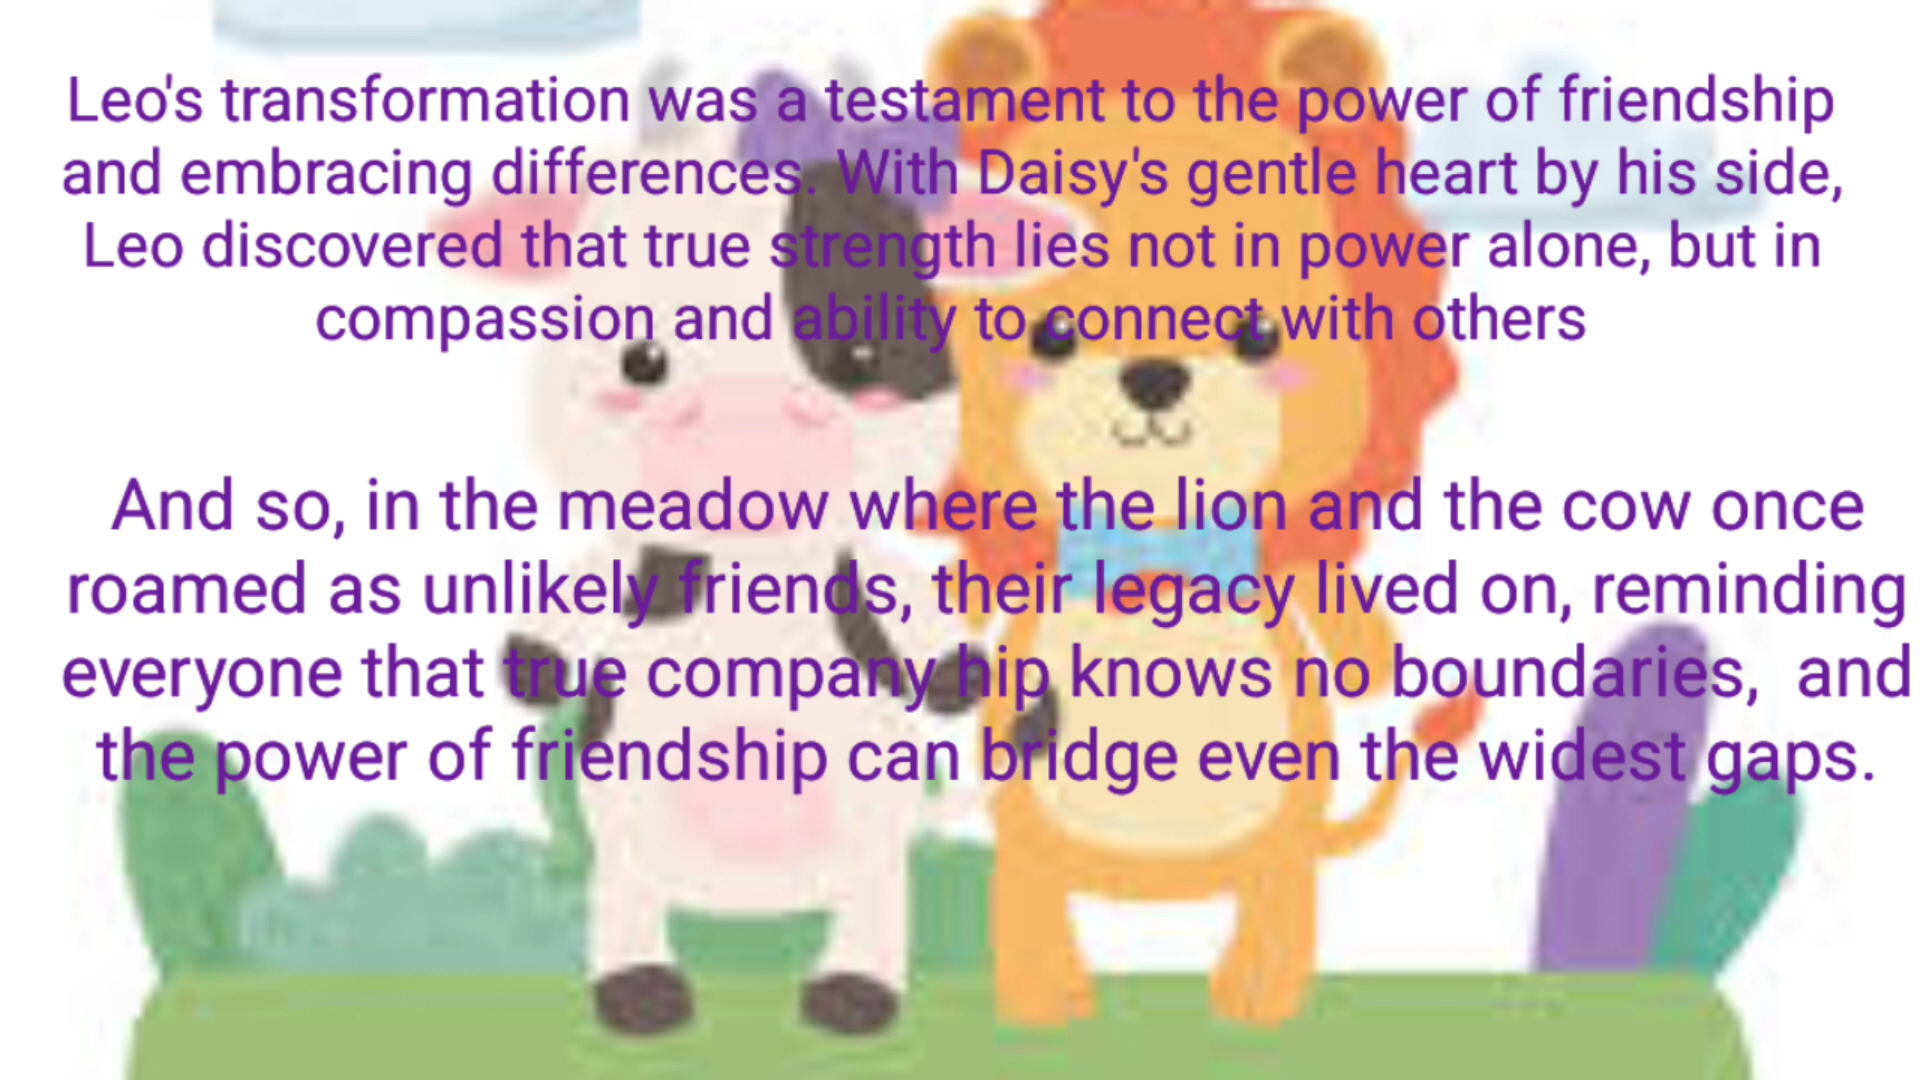 Leo's transformation was a testament to the power of friendship
and embracing differences. With Daisy's gentle heart by his side,
Leo discovered that true strength lies not in power alone, but in
compassion and ability to connect with others
And so, in the meadow where the lion and the cow once
roamed as unlikely friends, their legacy lived on, reminding
everyone that true company hip knows no boundaries,  and
the power of friendship can bridge even the widest gaps.